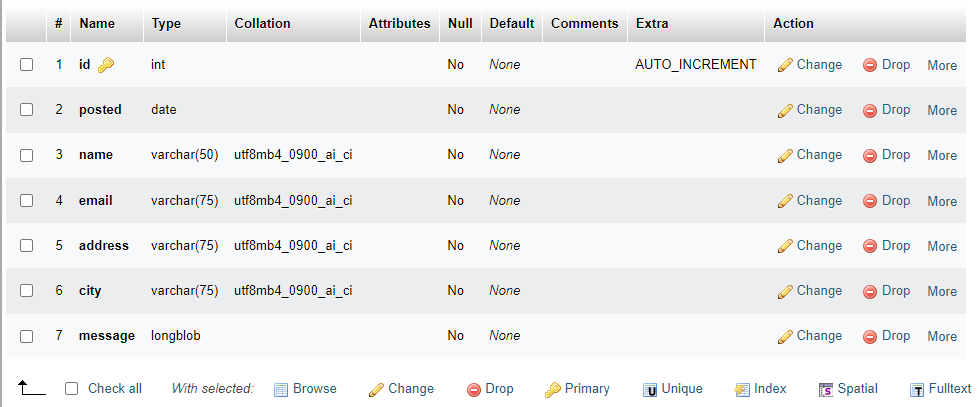 # Name Type Collation Attributes Null Default Comments Extra Action
1 id int No None AUTO_INCREMENT Change Drop More
2 posted date No None Change Drop More
3 name varchar(50) utf8mb4_0900_ai_ci No None Change Drop More
4 email varchar(75) utf8mb4_0900_ai_ci No None Change Drop More
5 address varchar(75) utf8mb4_0900_ai_ci No None Change Drop More
6 city varchar(75) utf8mb4_0900_ai_ci No None Change Drop More
7 message longblob No None Change Drop More
Check all With selected: Browse Change Drop Primary U Unique Index S Spatial T Fulltext